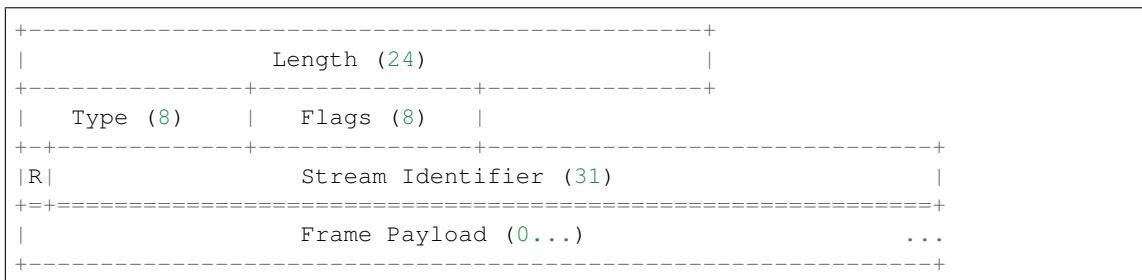 +-----------------------------------------------+
|                 Length (24)                   |
+---------------+---------------+---------------+
|   Type (8)    |   Flags (8)   |
+-+-------------+---------------+-------------------------------+
|R|                 Stream Identifier (31)                      |
+=+=============================================================+
|                   Frame Payload (0...)                      ...
+---------------------------------------------------------------+